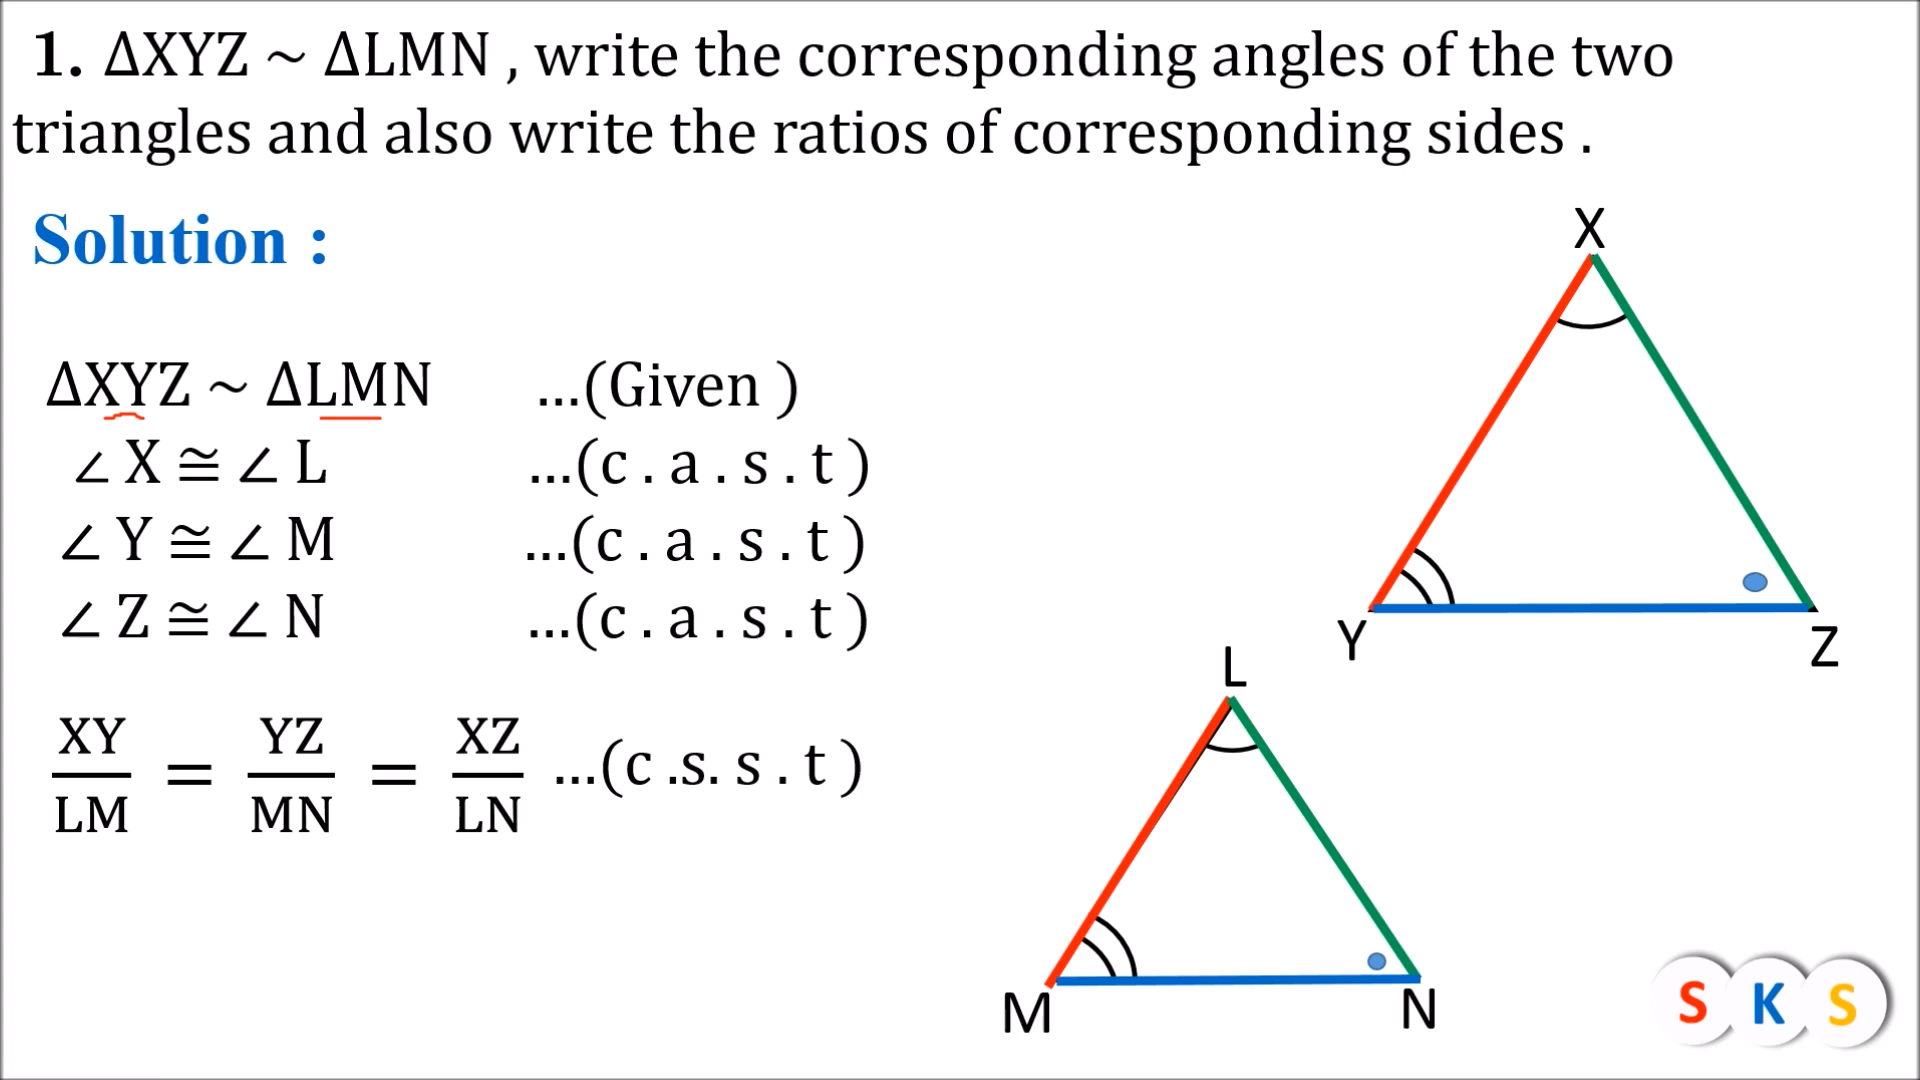 1. ΔXYZ ~ ΔLMN , write the corresponding angles of the two
triangles and also write the ratios of corresponding sides .
Solution :
ΔXYZ ~ ΔLMN ...(Given )
∠ X ≅ ∠ L ...(c . a . s . t )
∠ Y ≅ ∠ M ...(c . a . s . t )
∠ Z ≅ ∠ N ...(c . a . s . t )
XY/LM = YZ/MN = XZ/LN ...(c .s. s . t )
X
Y
Z
L
M
N
S K S